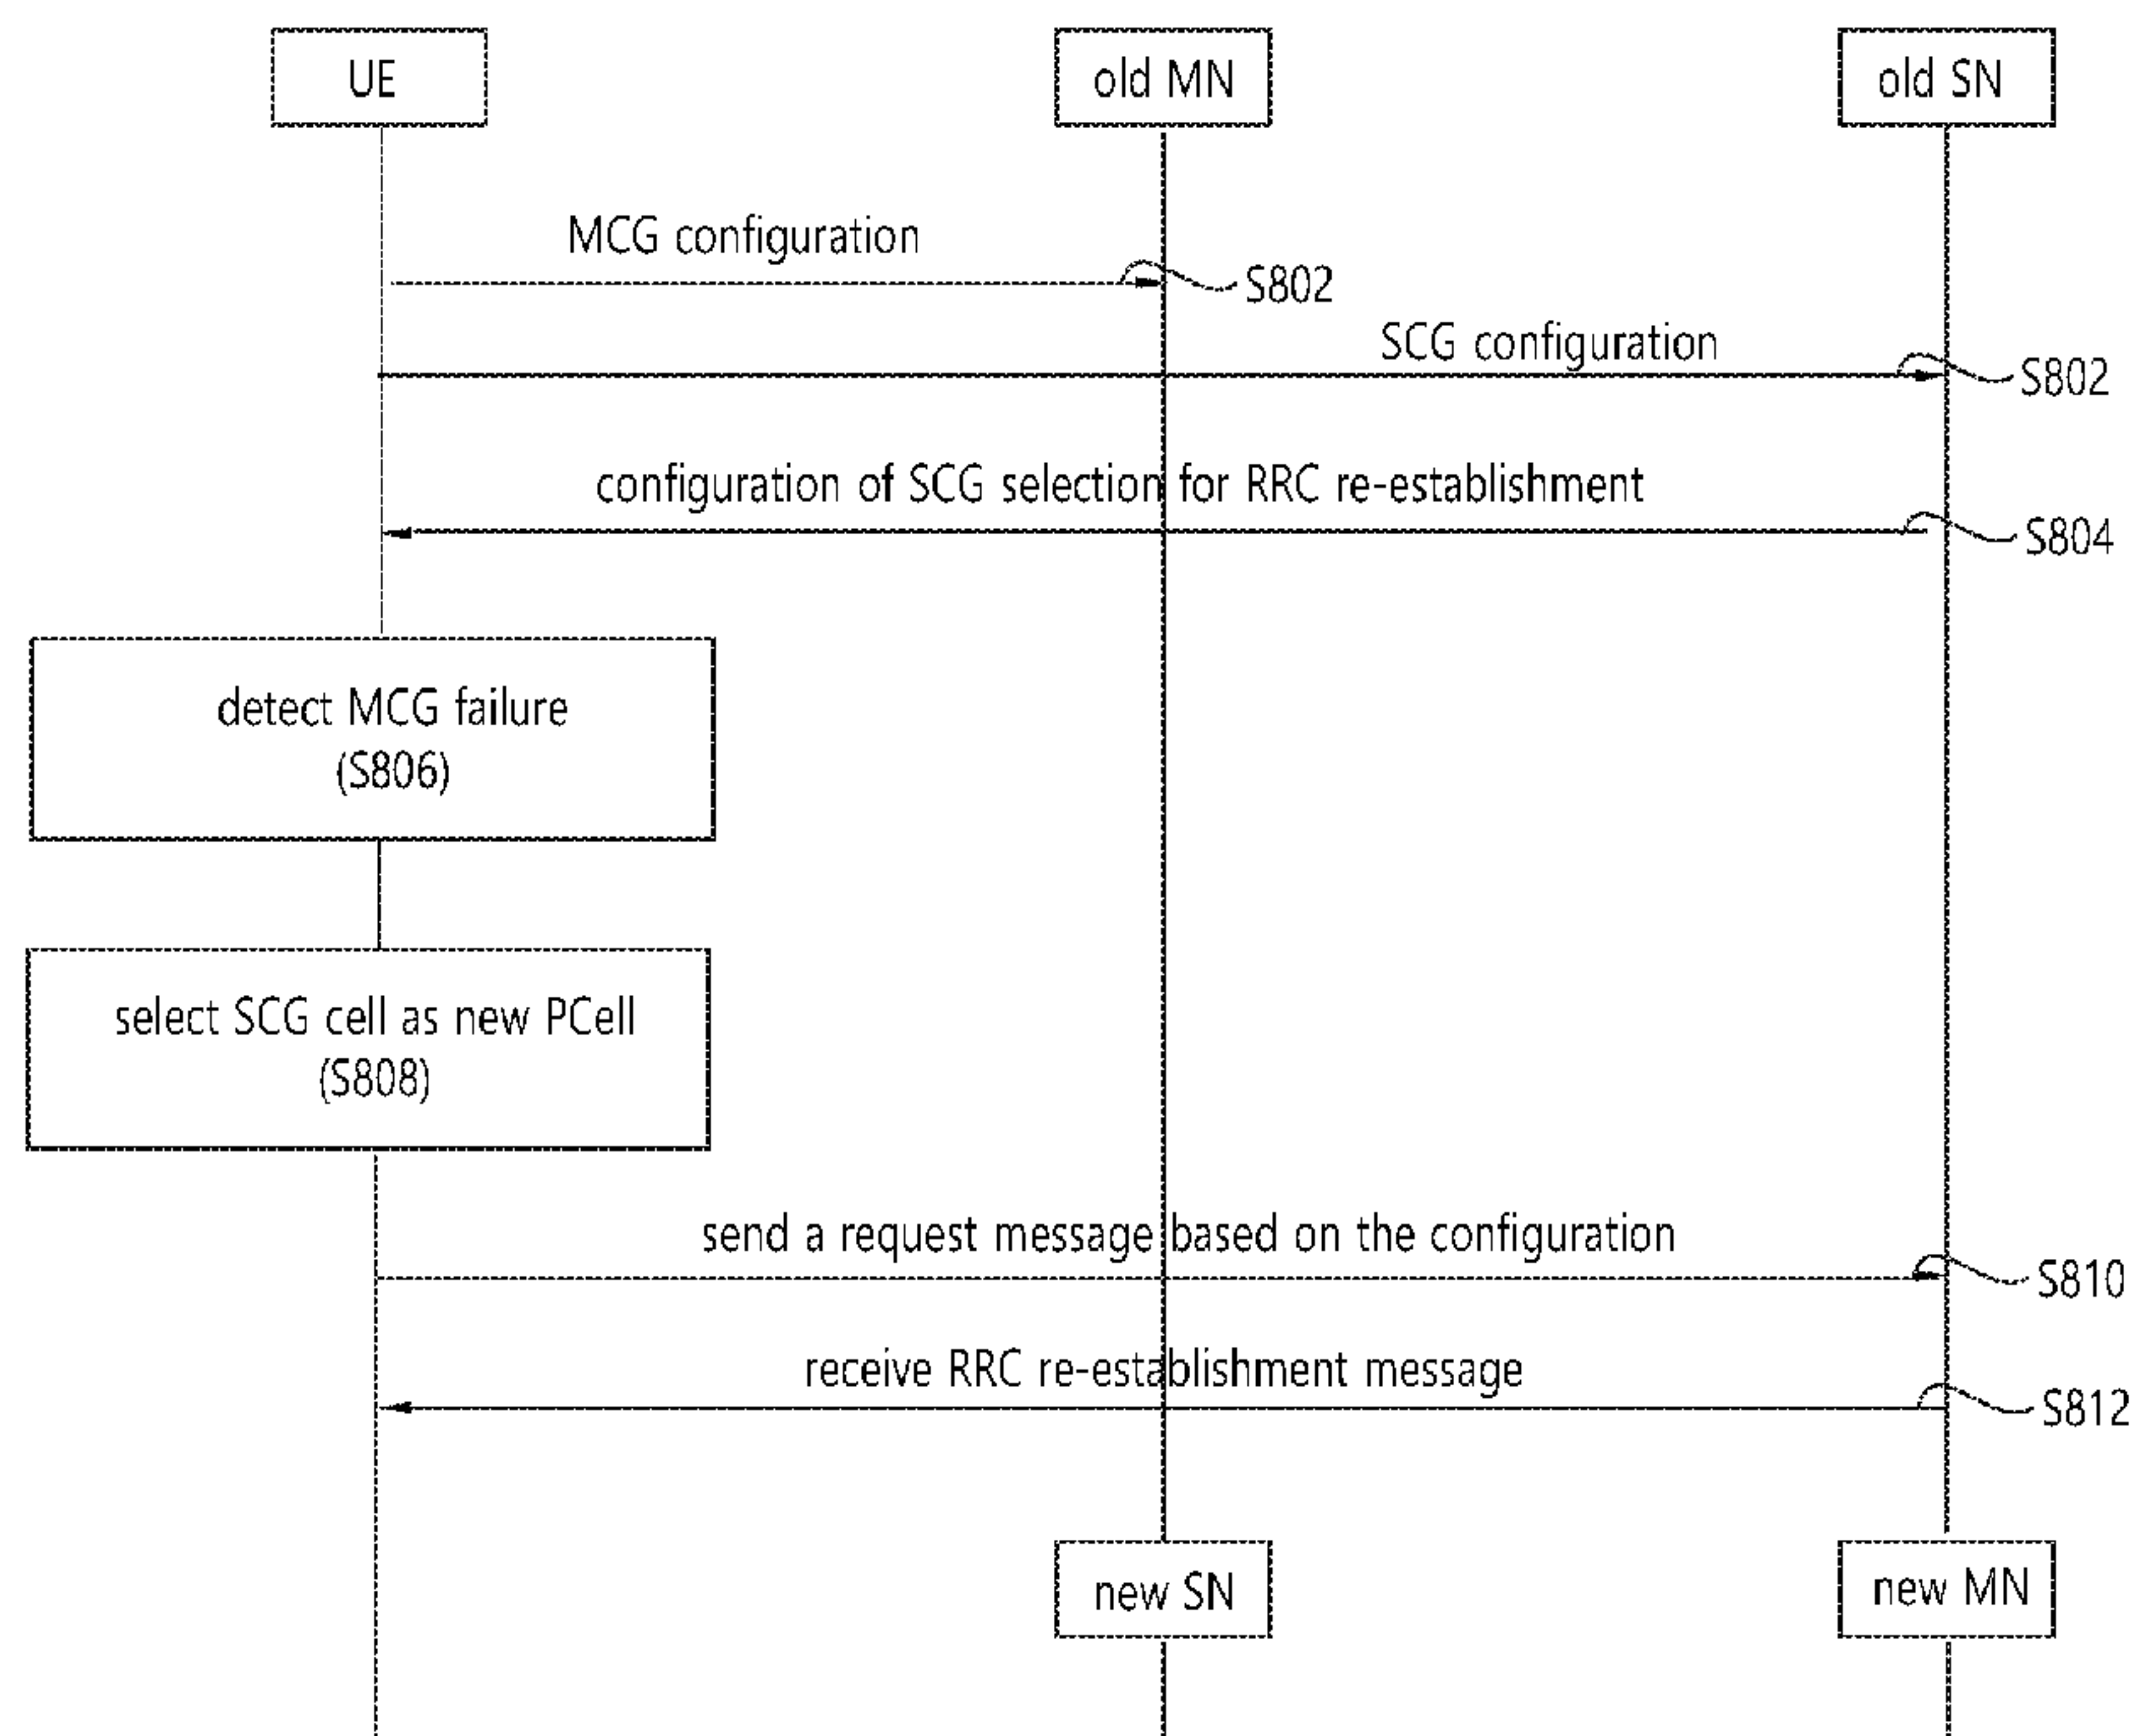 UE
old MN
old SN
MCG configuration
S802
SCG configuration
S802
configuration of SCG selection for RRC re-establishment
S804
detect MCG failure
(S806)
select SCG cell as new PCell
(S808)
send a request message based on the configuration
S810
receive RRC re-establishment message
S812
new SN
new MN